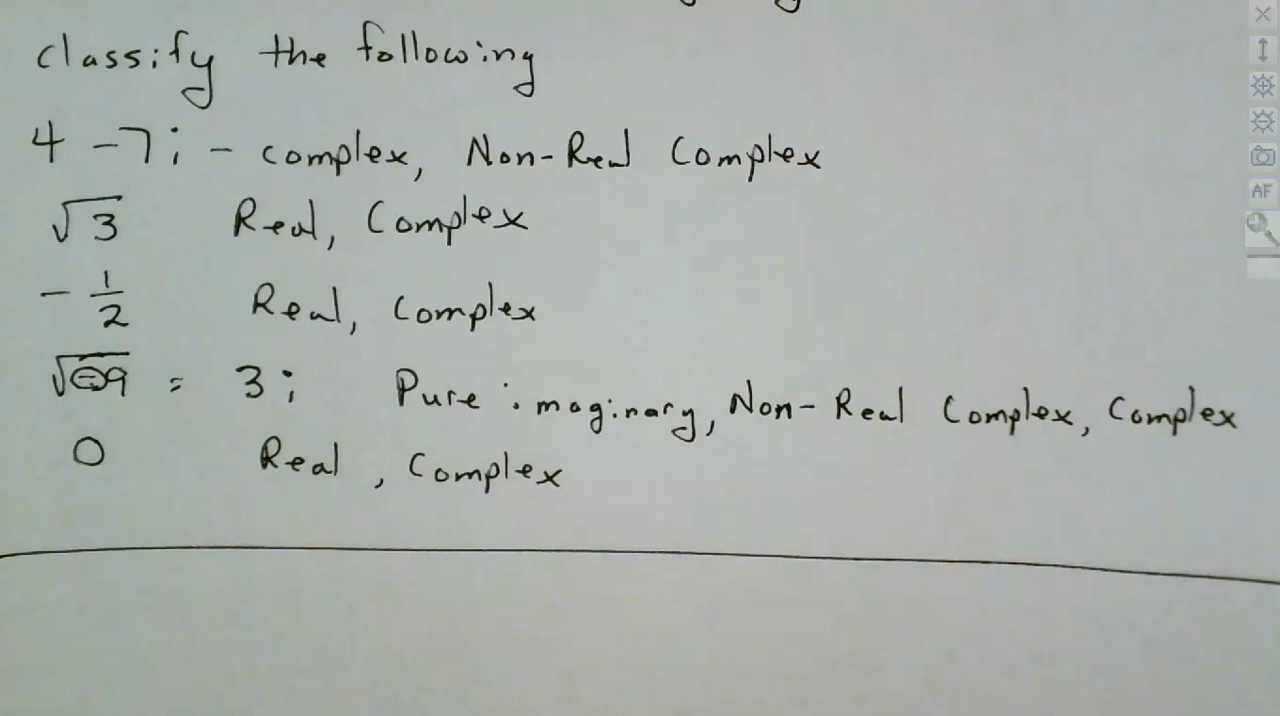 classify the following
4 - 7i - complex, Non-Real Complex
√3 Real, Complex
- 1/2 Real, Complex
√-9 = 3i Pure imaginary, Non-Real Complex, Complex
0 Real, Complex
AF